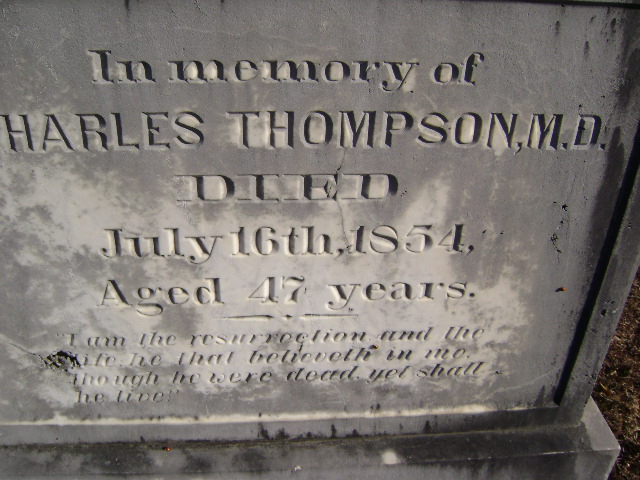 In memory of
HARLES THOMPSON, M.D.
DIED
July 16th, 1854,
Aged 47 years.
"I am the resurrection and the
life he that believeth in me,
though he were dead, yet shall
he live."